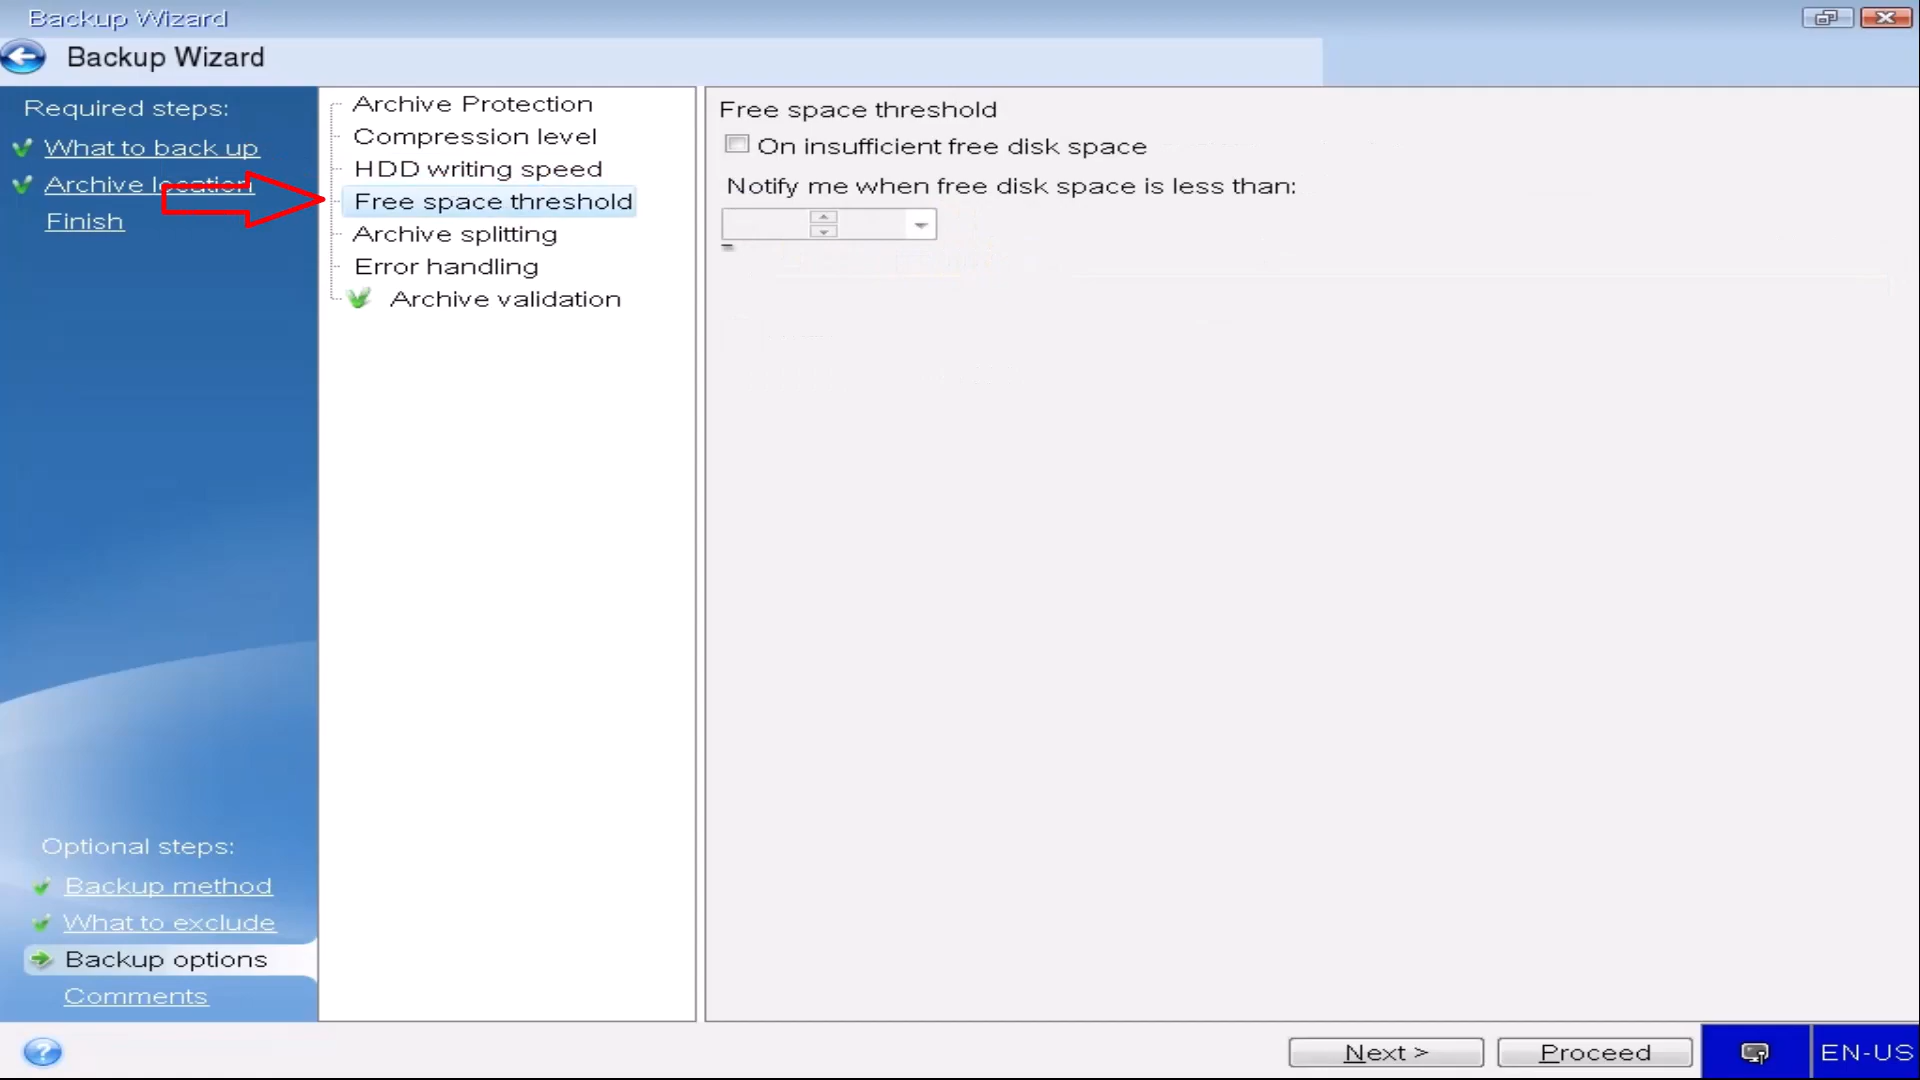 Backup Wizard
Backup Wizard
Required steps:
What to back up
Archive location
Finish
Archive Protection
Compression level
HDD writing speed
Free space threshold
Archive splitting
Error handling
Archive validation
Free space threshold
On insufficient free disk space
Notify me when free disk space is less than:
Optional steps:
Backup method
What to exclude
Backup options
Comments
Next >
Proceed
EN-US